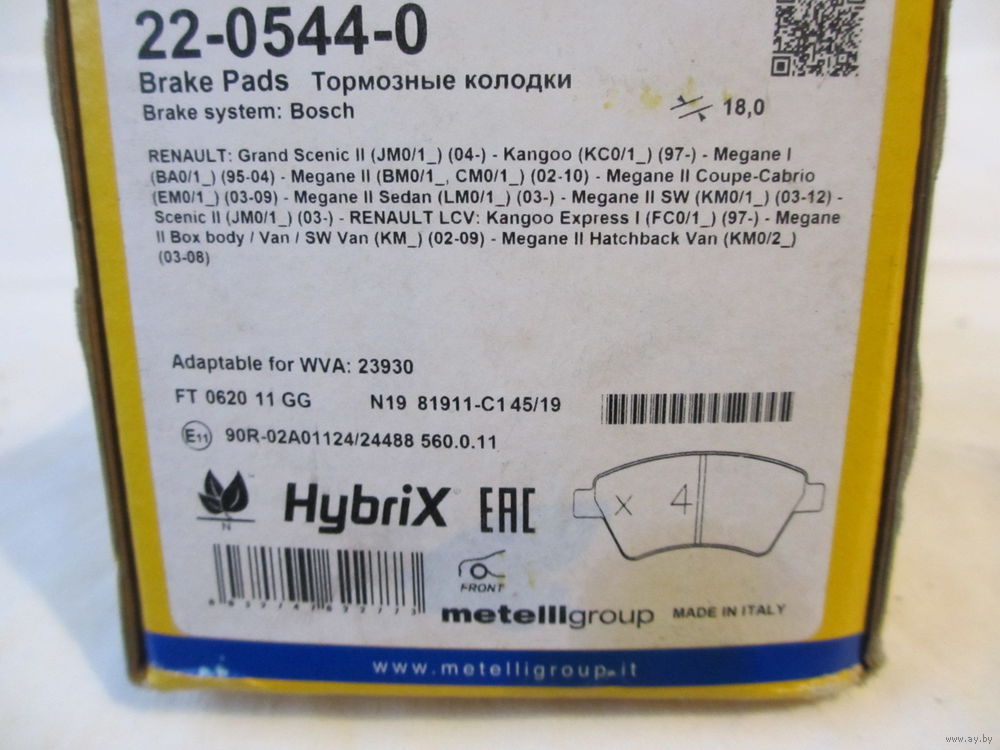 22-0544-0
Brake Pads Тормозные колодки
Brake system: Bosch
18,0
RENAULT: Grand Scenic II (JM0/1_) (04-) - Kangoo (KC0/1_) (97-) - Megane I
(BA0/1_) (95-04) - Megane II (BM0/1_, CM0/1_) (02-10) - Megane II Coupe-Cabrio
(EM0/1_) (03-09) - Megane II Sedan (LM0/1_) (03-) - Megane II SW (KM0/1_) (03-12) -
Scenic II (JM0/1_) (03-) - RENAULT LCV: Kangoo Express I (FC0/1_) (97-) - Megane
II Box body / Van / SW Van (KM_) (02-09) - Megane II Hatchback Van (KM0/2_)
(03-08)
Adaptable for WVA: 23930
FT 0620 11 GG N19 81911-C1 45/19
E11 90R-02A01124/24488 560.0.11
x 4
N
HybriX EAC
FRONT
metelligroup MADE IN ITALY
www.metelligroup.it
www.ay.by